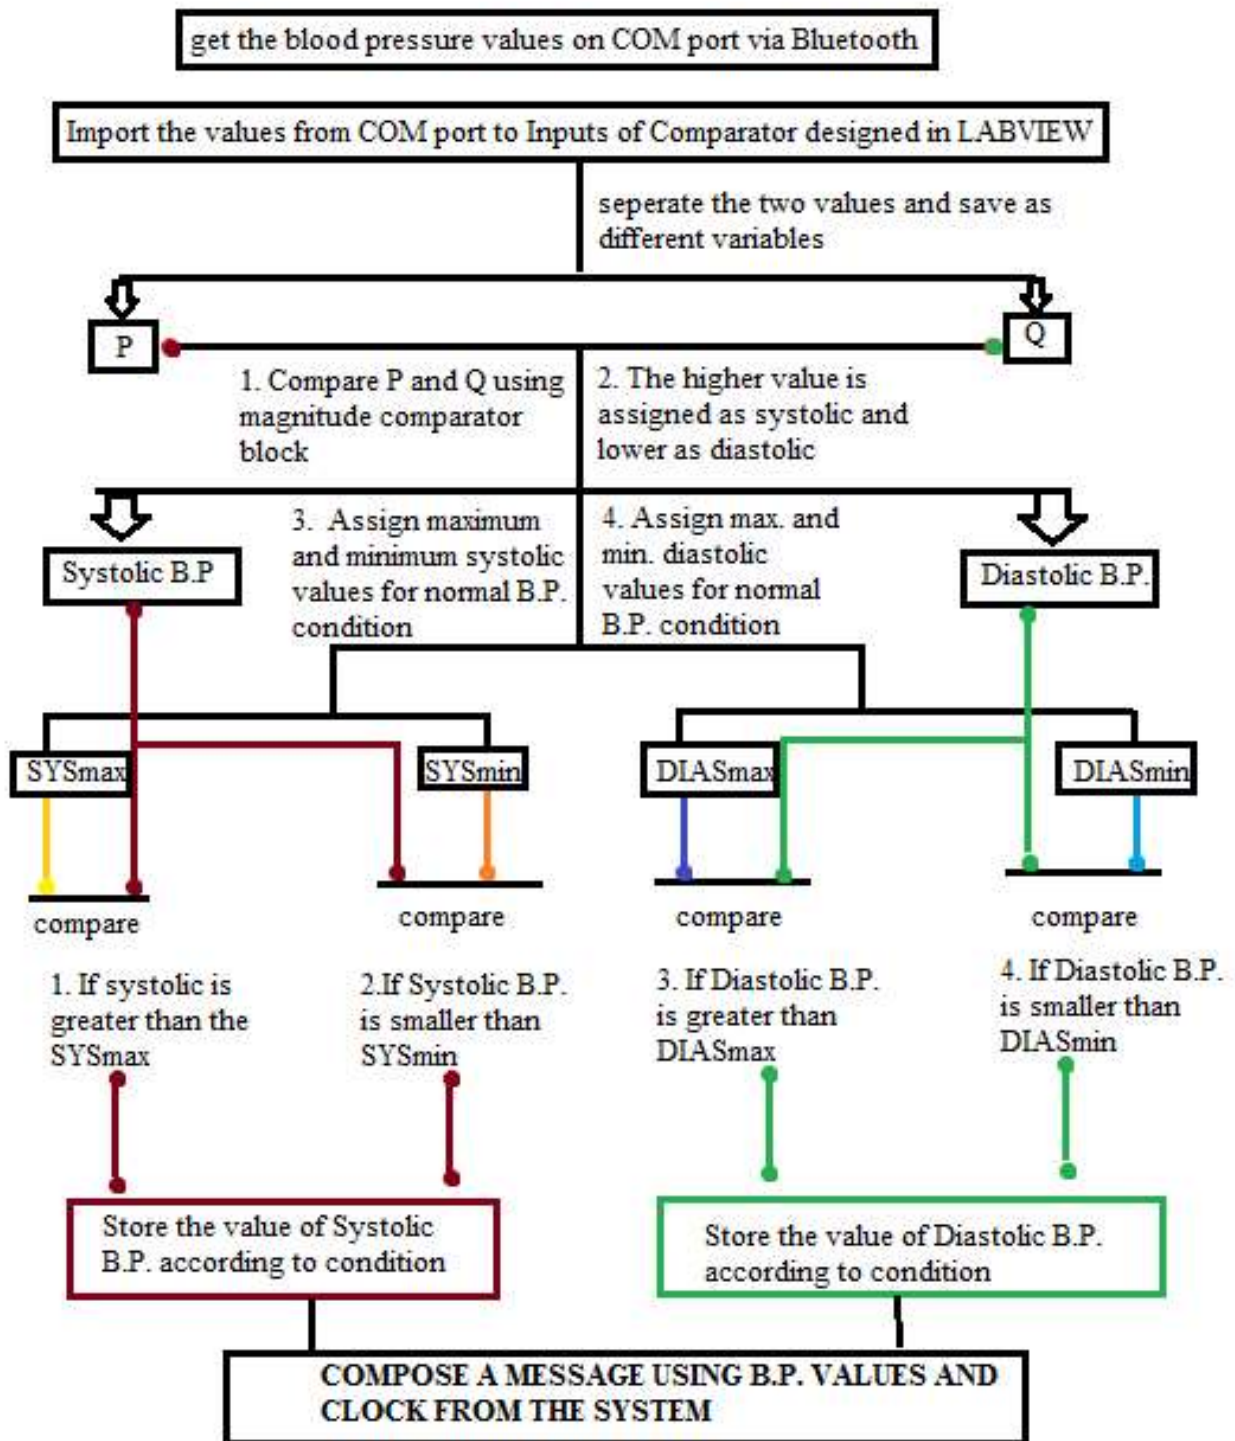 get the blood pressure values on COM port via Bluetooth
Import the values from COM port to Inputs of Comparator designed in LABVIEW
seperate the two values and save as
different variables
P
Q
1. Compare P and Q using
magnitude comparator
block
2. The higher value is
assigned as systolic and
lower as diastolic
Systolic B.P
3. Assign maximum
and minimum systolic
values for normal B.P.
condition
4. Assign max. and
min. diastolic
values for normal
B.P. condition
Diastolic B.P.
SYSmax
SYSmin
DIASmax
DIASmin
compare
compare
compare
compare
1. If systolic is
greater than the
SYSmax
2.If Systolic B.P.
is smaller than
SYSmin
3. If Diastolic B.P.
is greater than
DIASmax
4. If Diastolic B.P.
is smaller than
DIASmin
Store the value of Systolic
B.P. according to condition
Store the value of Diastolic B.P.
according to condition
COMPOSE A MESSAGE USING B.P. VALUES AND
CLOCK FROM THE SYSTEM